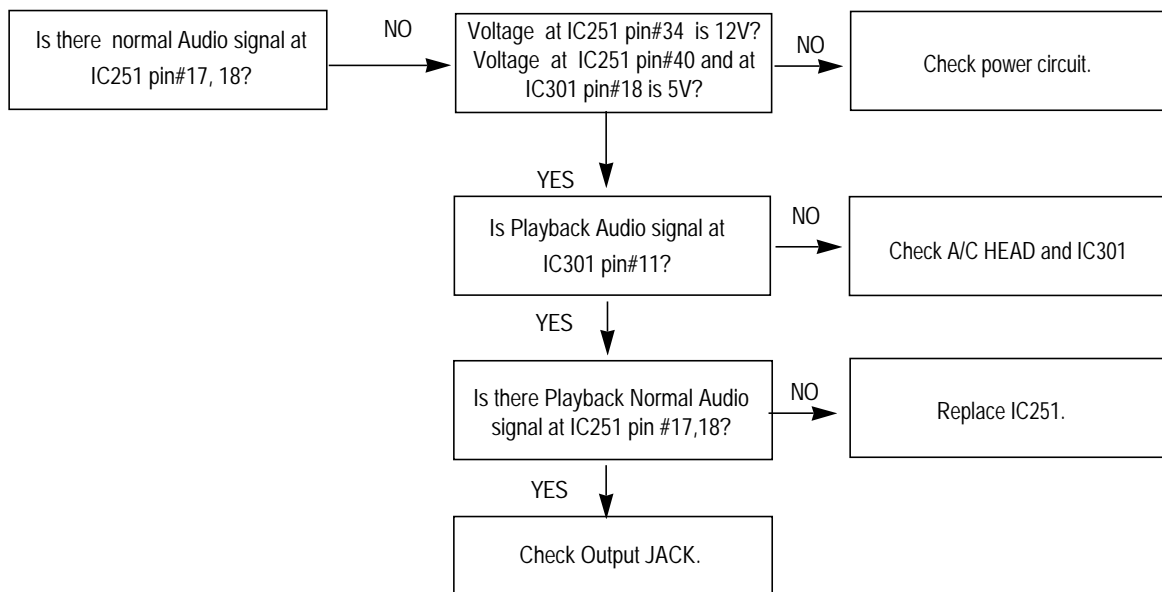 Is there normal Audio signal at
IC251 pin#17, 18?
NO
Voltage at IC251 pin#34 is 12V?
Voltage at IC251 pin#40 and at
IC301 pin#18 is 5V?
NO
Check power circuit.
YES
Is Playback Audio signal at
IC301 pin#11?
NO
Check A/C HEAD and IC301
YES
Is there Playback Normal Audio
signal at IC251 pin #17,18?
NO
Replace IC251.
YES
Check Output JACK.